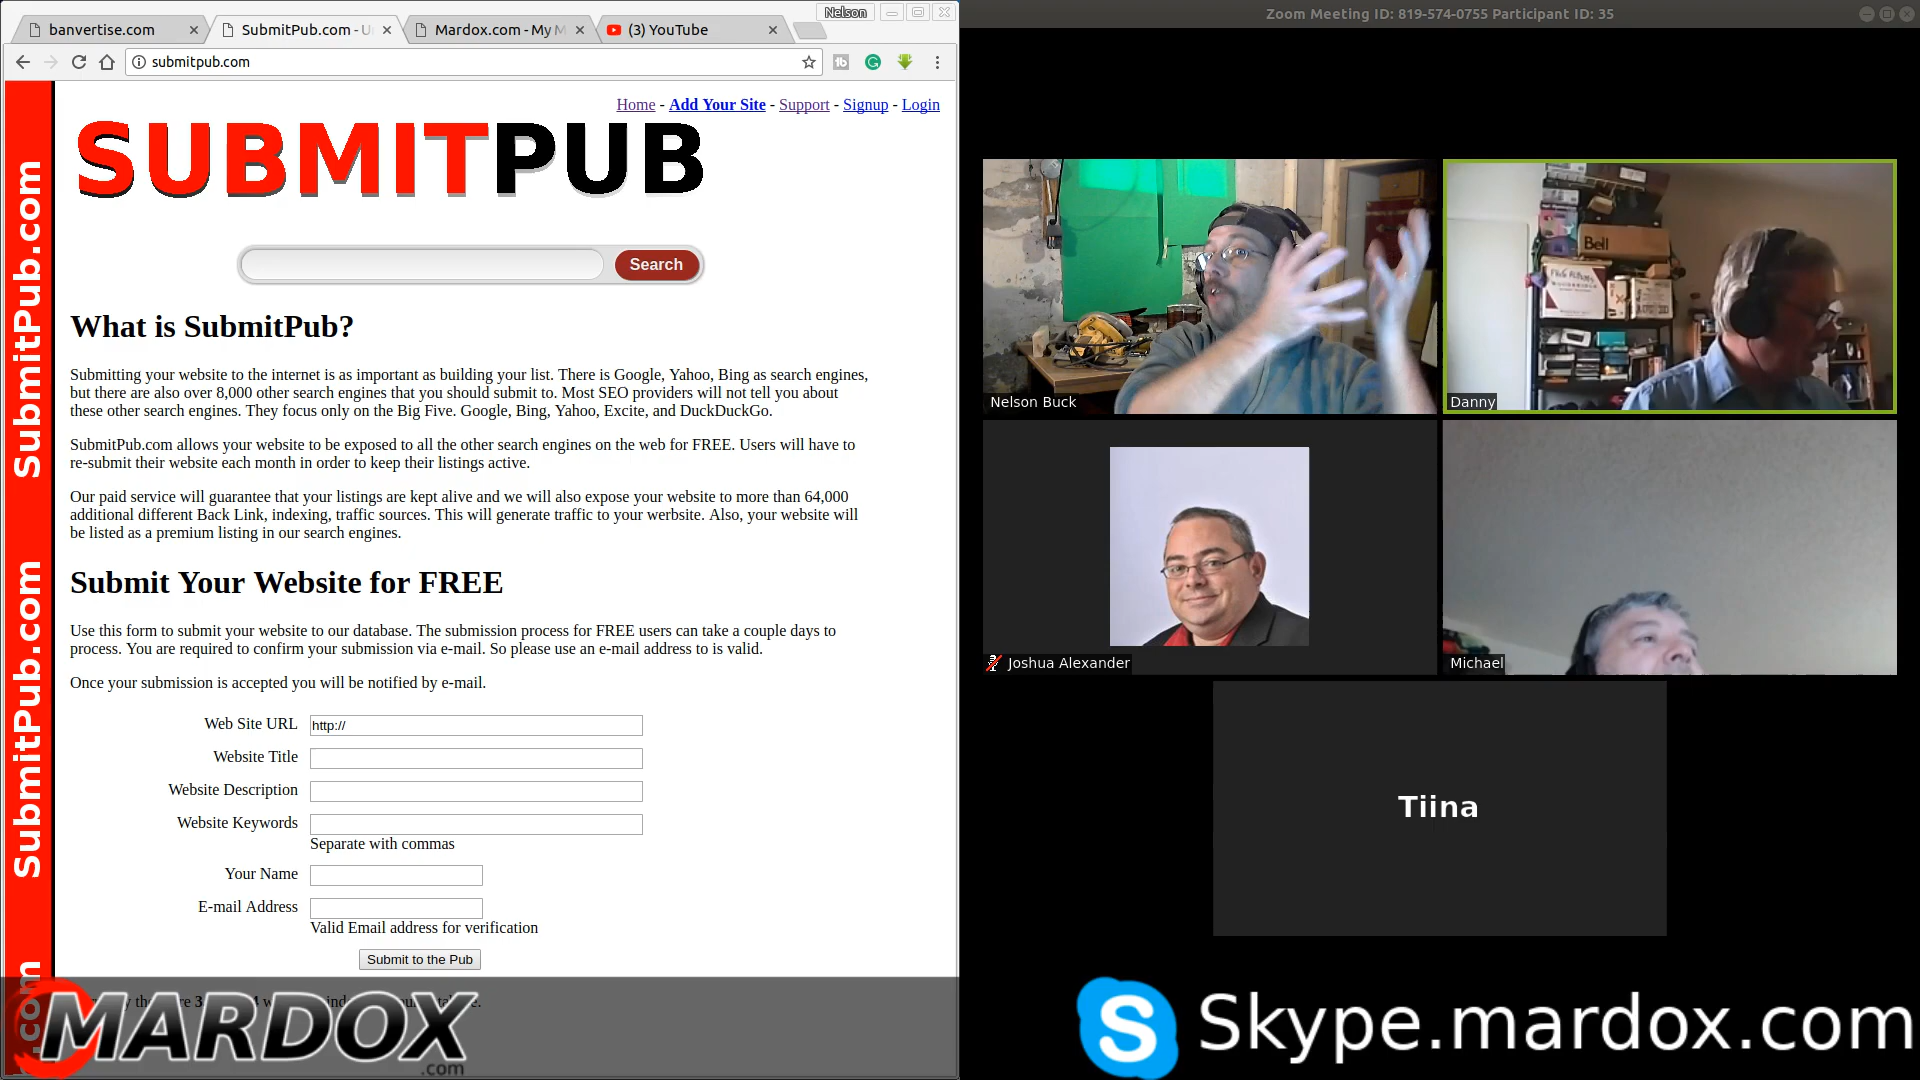 Nelson
banvertise.com
SubmitPub.com - U
Mardox.com - My M
(3) YouTube
submitpub.com
Home - Add Your Site - Support - Signup - Login
SUBMITPUB
Search
What is SubmitPub?
Submitting your website to the internet is as important as building your list. There is Google, Yahoo, Bing as search engines,
but there are also over 8,000 other search engines that you should submit to. Most SEO providers will not tell you about
these other search engines. They focus only on the Big Five. Google, Bing, Yahoo, Excite, and DuckDuckGo.
SubmitPub.com allows your website to be exposed to all the other search engines on the web for FREE. Users will have to
re-submit their website each month in order to keep their listings active.
Our paid service will guarantee that your listings are kept alive and we will also expose your website to more than 64,000
additional different Back Link, indexing, traffic sources. This will generate traffic to your werbsite. Also, your website will
be listed as a premium listing in our search engines.
Submit Your Website for FREE
Use this form to submit your website to our database. The submission process for FREE users can take a couple days to
process. You are required to confirm your submission via e-mail. So please use an e-mail address to is valid.
Once your submission is accepted you will be notified by e-mail.
Web Site URL http://
Website Title
Website Description
Website Keywords
Separate with commas
Your Name
E-mail Address
Valid Email address for verification
Submit to the Pub
SubmitPub.com
SubmitPub.com
.com
MARDOX
.com
Zoom Meeting ID: 819-574-0755 Participant ID: 35
Bell
Nelson Buck
Danny
Joshua Alexander
Michael
Tiina
S Skype.mardox.com